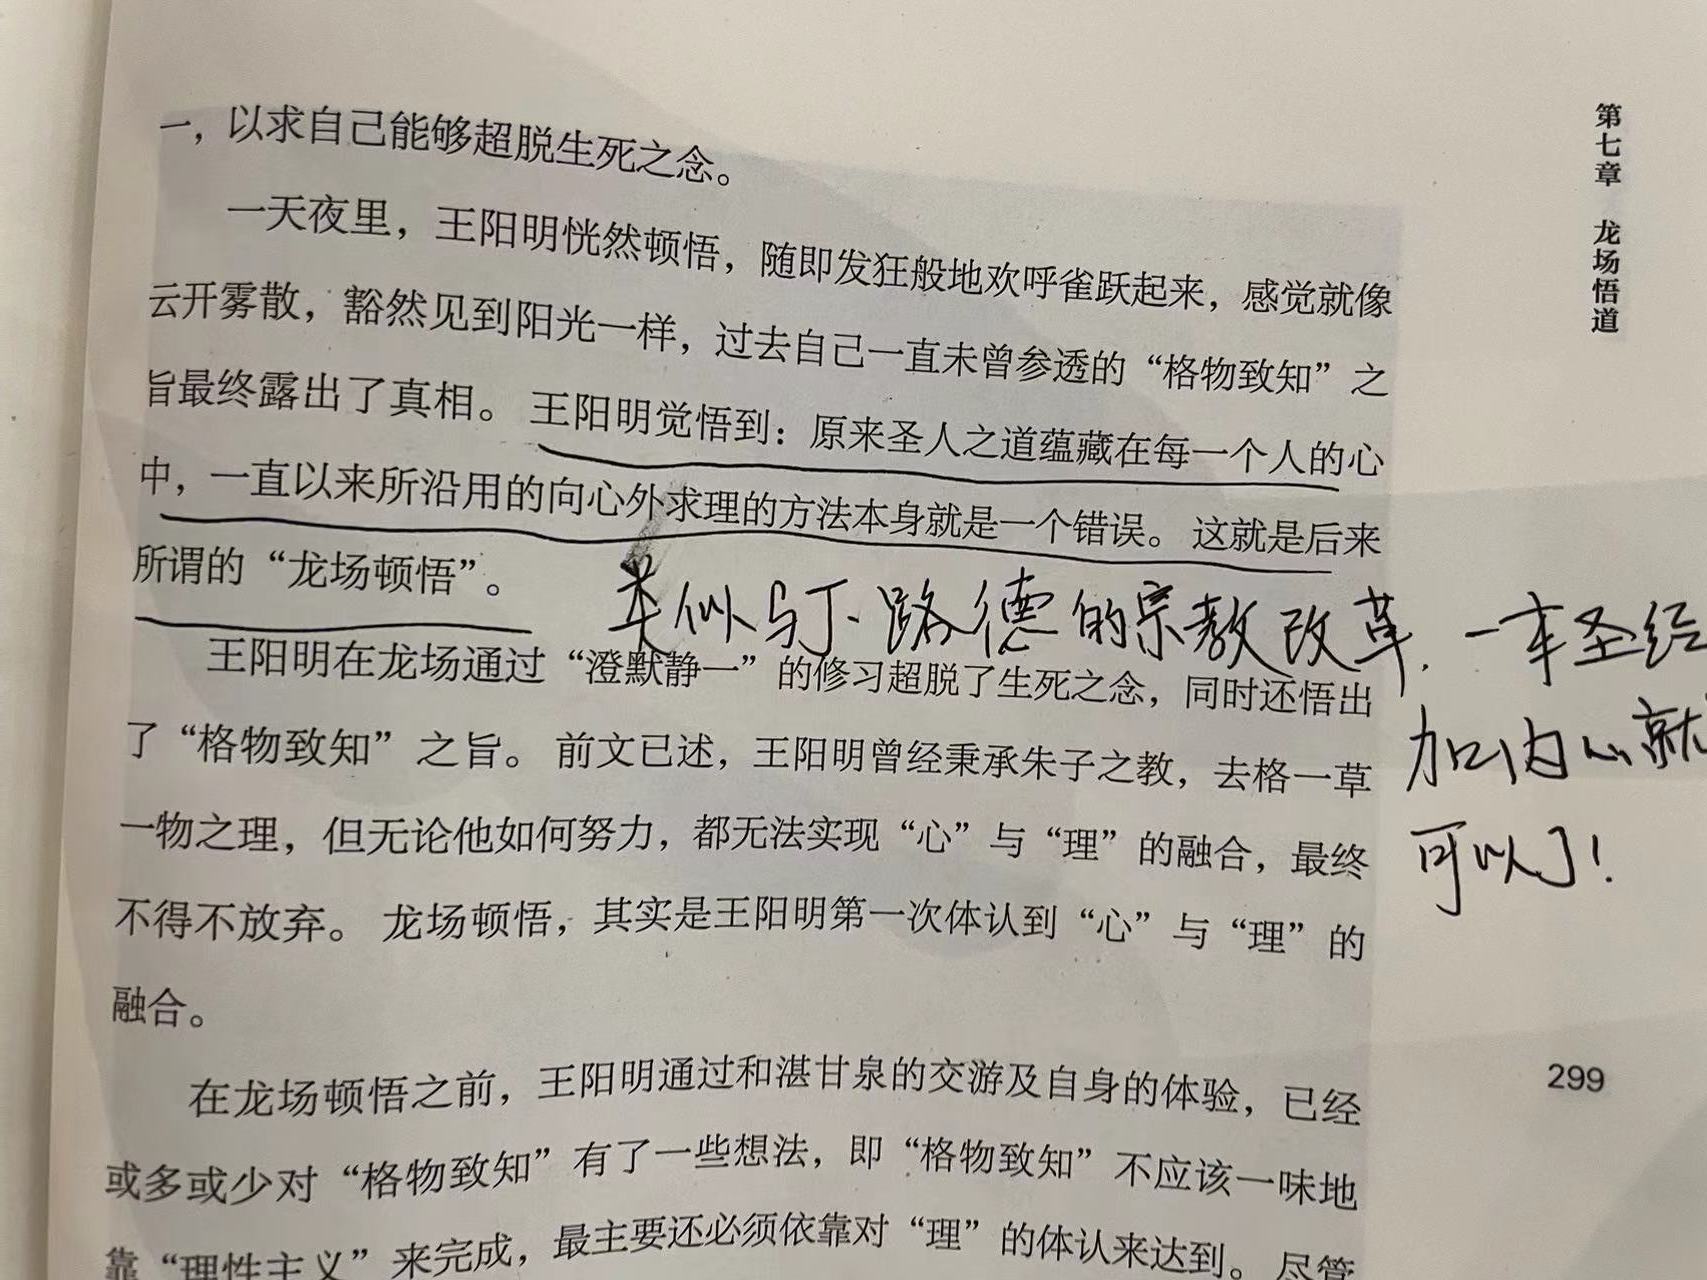 一，以求自己能够超脱生死之念。
一天夜里，王阳明恍然顿悟，随即发狂般地欢呼雀跃起来，感觉就像
云开雾散，豁然见到阳光一样，过去自己一直未曾参透的“格物致知”之
旨最终露出了真相。王阳明觉悟到：原来圣人之道蕴藏在每一个人的心
中，一直以来所沿用的向心外求理的方法本身就是一个错误。这就是后来
所谓的“龙场顿悟”。
类似马丁·路德的宗教改革，一本圣经
加内心就
可以了！
王阳明在龙场通过“澄默静一”的修习超脱了生死之念，同时还悟出
了“格物致知”之旨。前文已述，王阳明曾经秉承朱子之教，去格一草
一物之理，但无论他如何努力，都无法实现“心”与“理”的融合，最终
不得不放弃。龙场顿悟，其实是王阳明第一次体认到“心”与“理”的
融合。
在龙场顿悟之前，王阳明通过和湛甘泉的交游及自身的体验，已经
或多或少对“格物致知”有了一些想法，即“格物致知”不应该一味地
靠“理性主义”来完成，最主要还必须依靠对“理”的体认来达到。尽管
第七章 龙场悟道
299